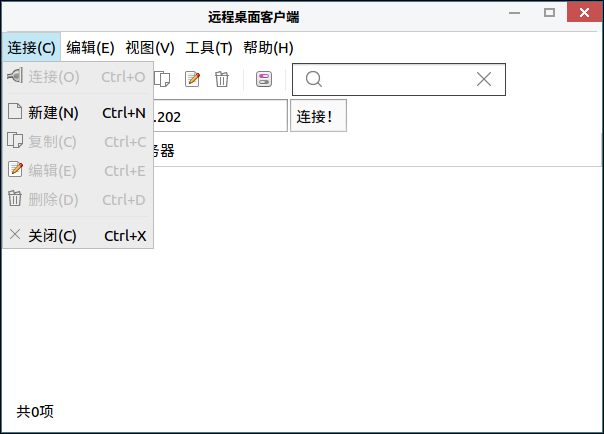 远程桌面客户端
连接(C) 编辑(E) 视图(V) 工具(T) 帮助(H)
连接(O) Ctrl+O
新建(N) Ctrl+N
.202 连接！
复制(C) Ctrl+C
务器
编辑(E) Ctrl+E
删除(D) Ctrl+D
关闭(C) Ctrl+X
共0项